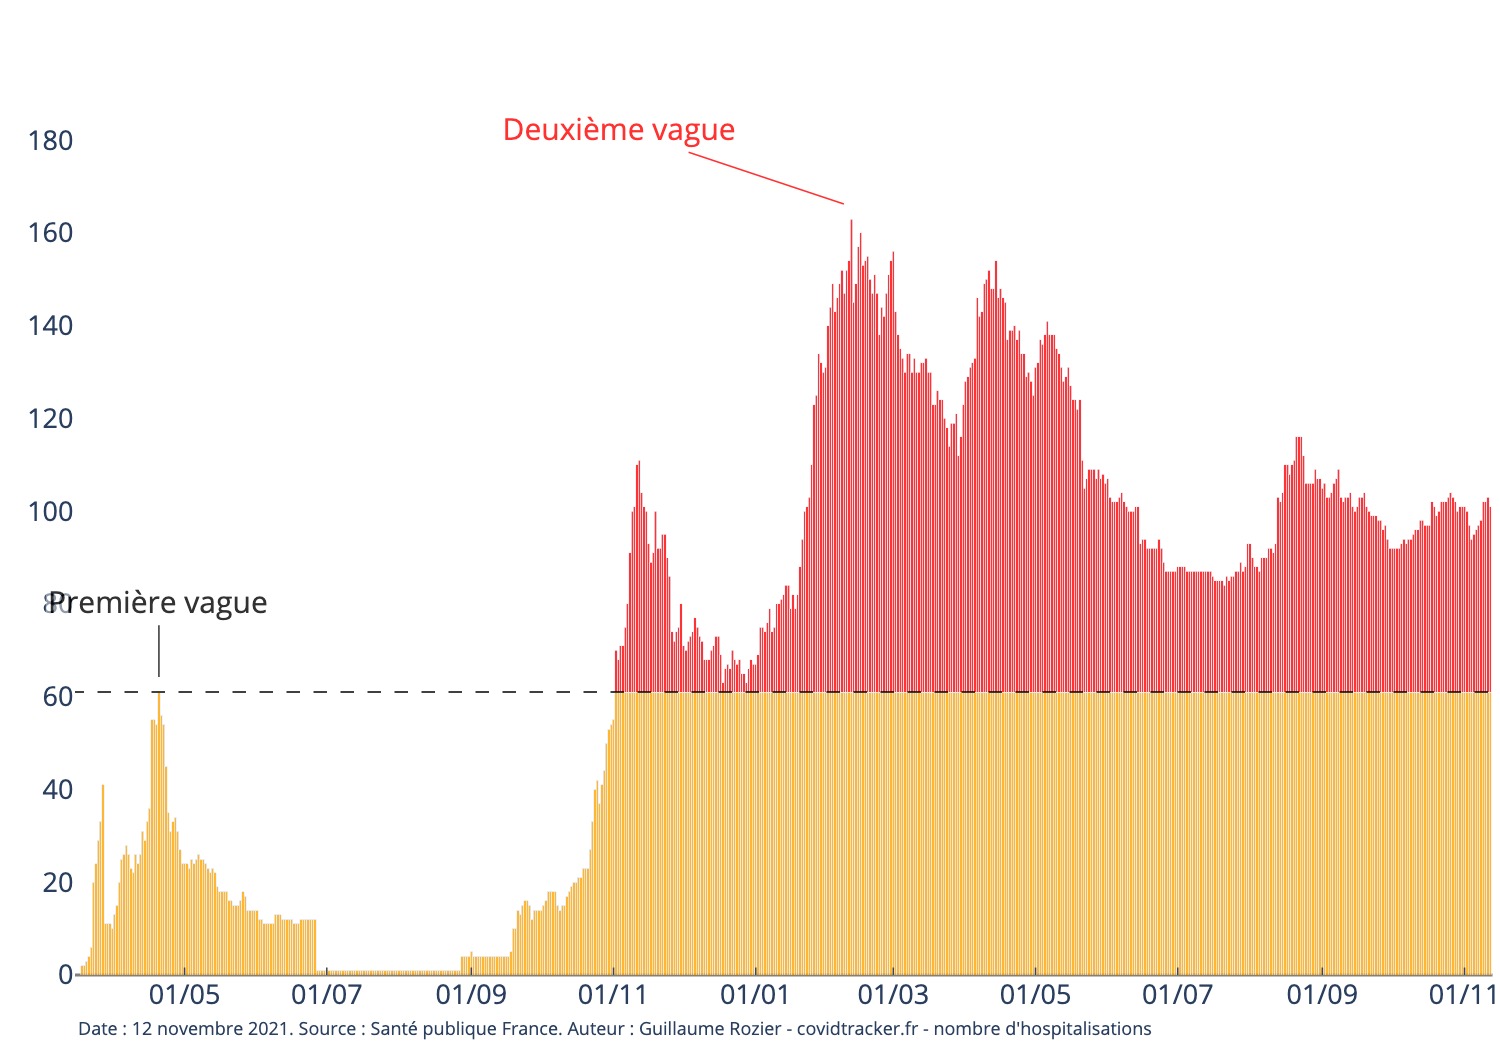 Deuxième vague
180
160
140
120
100
80
Première vague
60
40
20
0
01/05 01/07 01/09 01/11 01/01 01/03 01/05 01/07 01/09 01/11
Date : 12 novembre 2021. Source : Santé publique France. Auteur : Guillaume Rozier - covidtracker.fr - nombre d'hospitalisations